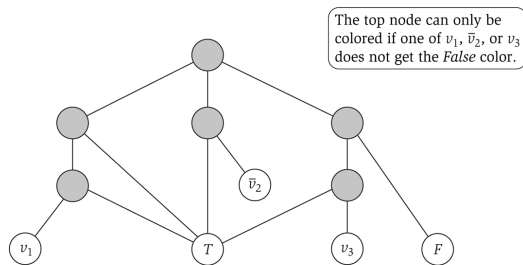 The top node can only be
colored if one of v₁, v̄₂, or v₃
does not get the False color.
v̄₂
v₁
T
v₃
F